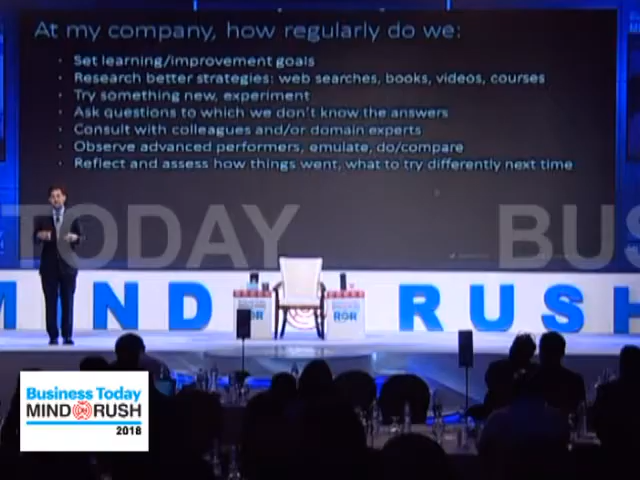 At my company, how regularly do we:
· Set learning/improvement goals
· Research better strategies: web searches, books, videos, courses
· Try something new, experiment
· Ask questions to which we don't know the answers
· Consult with colleagues and/or domain experts
· Observe advanced performers, emulate, do/compare
· Reflect and assess how things went, what to try differently next time
TODAY BUS
MIND RUSH
ROR ROR
Business Today
MIND RUSH
2018